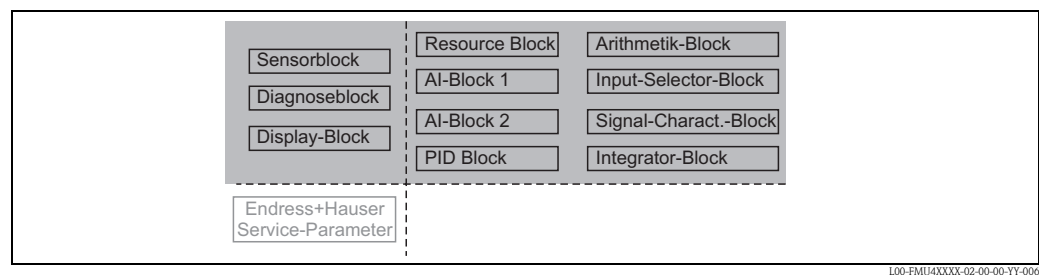 Sensorblock
Diagnoseblock
Display-Block
Resource Block
AI-Block 1
AI-Block 2
PID Block
Arithmetik-Block
Input-Selector-Block
Signal-Charact.-Block
Integrator-Block
Endress+Hauser
Service-Parameter
L00-FMU4XXXX-02-00-00-YY-006